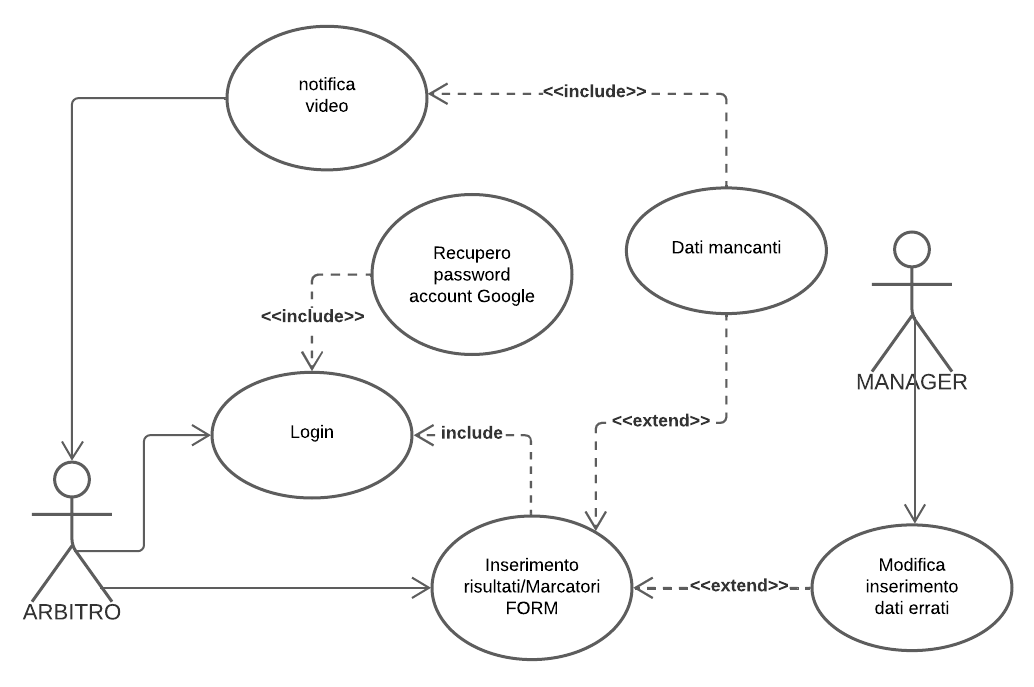 notifica
video
<<include>>
Recupero
password
account Google
Dati mancanti
<<include>>
MANAGER
Login
include
<<extend>>
ARBITRO
Inserimento
risultati/Marcatori
FORM
<<extend>>
Modifica
inserimento
dati errati